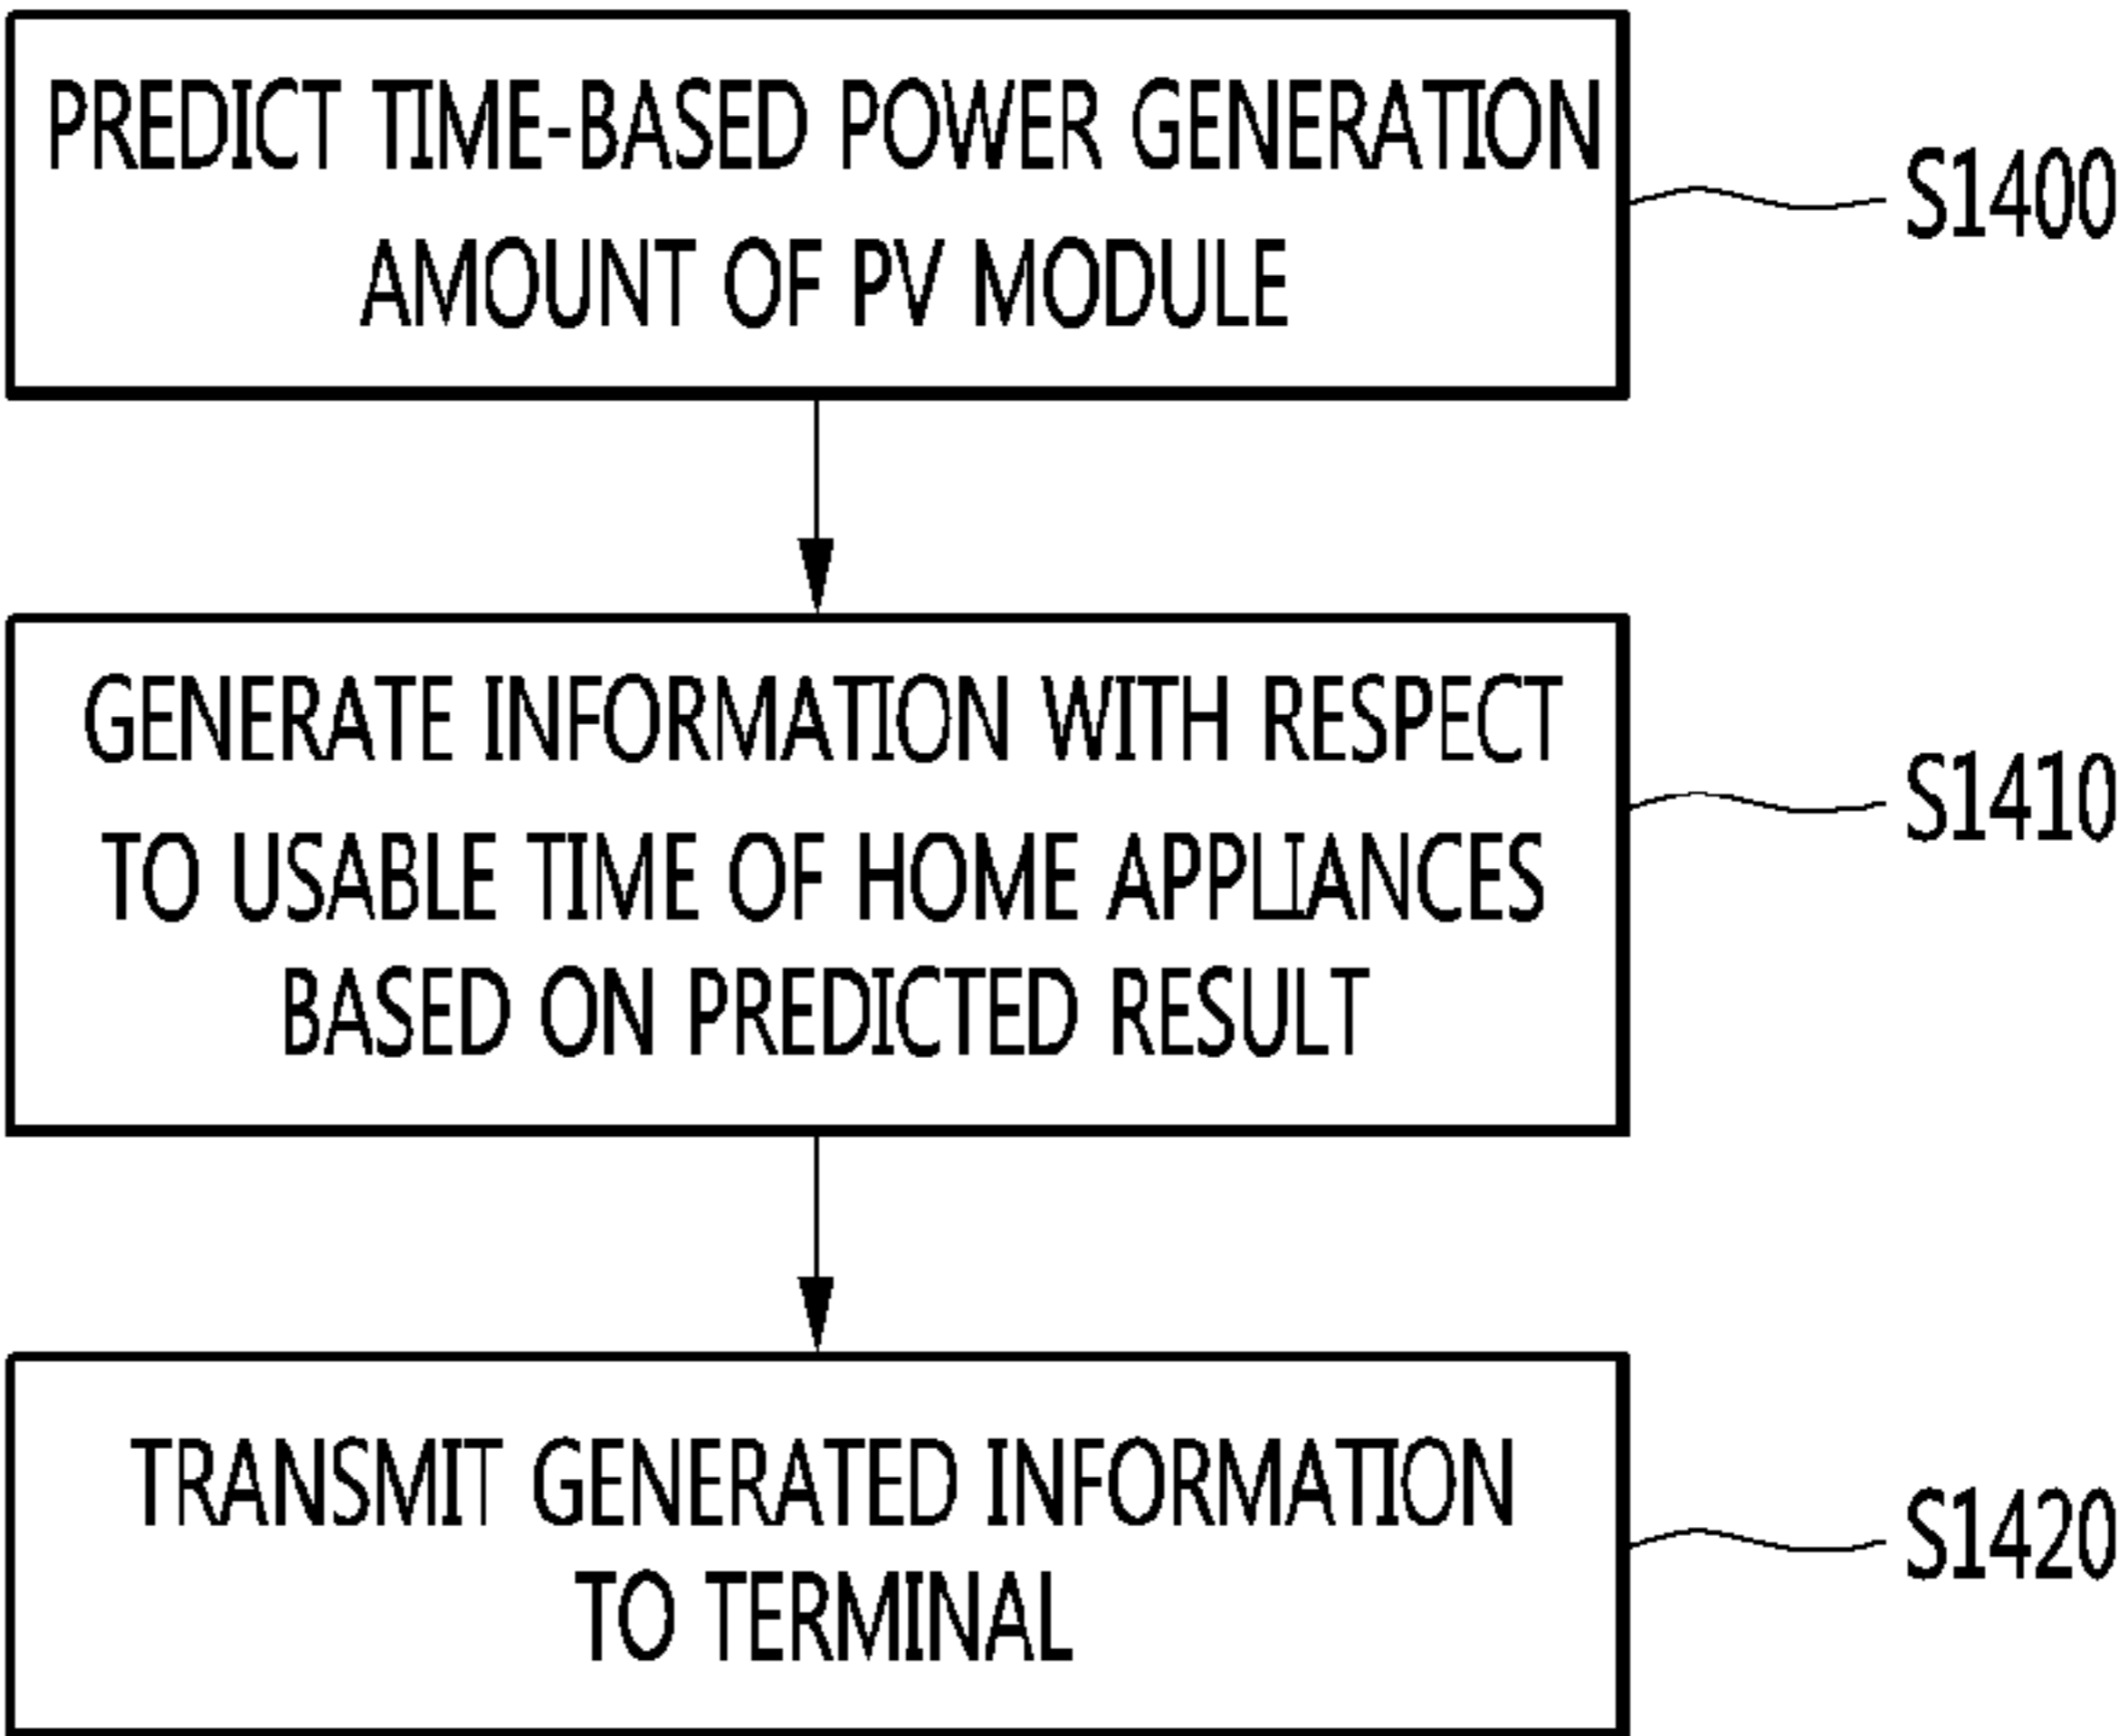 PREDICT TIME-BASED POWER GENERATION
AMOUNT OF PV MODULE
S1400
GENERATE INFORMATION WITH RESPECT
TO USABLE TIME OF HOME APPLIANCES
BASED ON PREDICTED RESULT
S1410
TRANSMIT GENERATED INFORMATION
TO TERMINAL
S1420